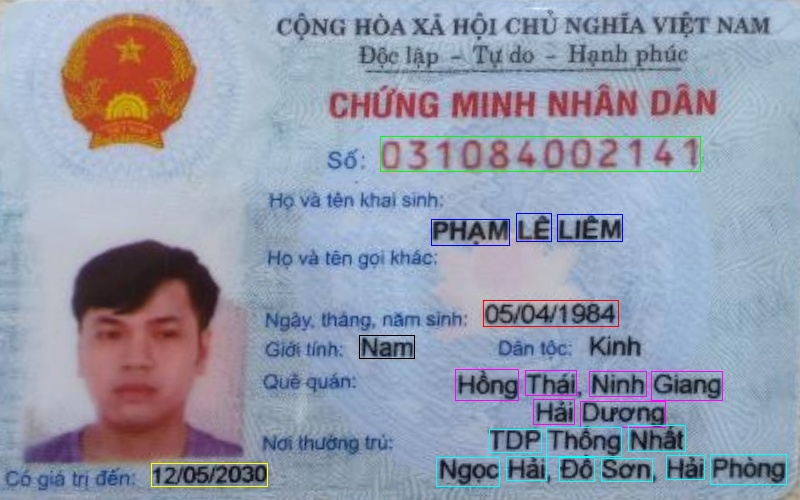 CỘNG HÒA XÃ HỘI CHỦ NGHĨA VIỆT NAM
Độc lập - Tự do - Hạnh phúc
CHỨNG MINH NHÂN DÂN
Số: 031084002141
Họ và tên khai sinh:
PHẠM LÊ LIÊM
Họ và tên gọi khác:
Ngày, tháng, năm sinh: 05/04/1984
Giới tính: Nam Dân tộc: Kinh
Quê quán: Hồng Thái, Ninh Giang
Hải Dương
Nơi thường trú: TDP Thống Nhất
Ngọc Hải, Đồ Sơn, Hải Phòng
Có giá trị đến: 12/05/2030